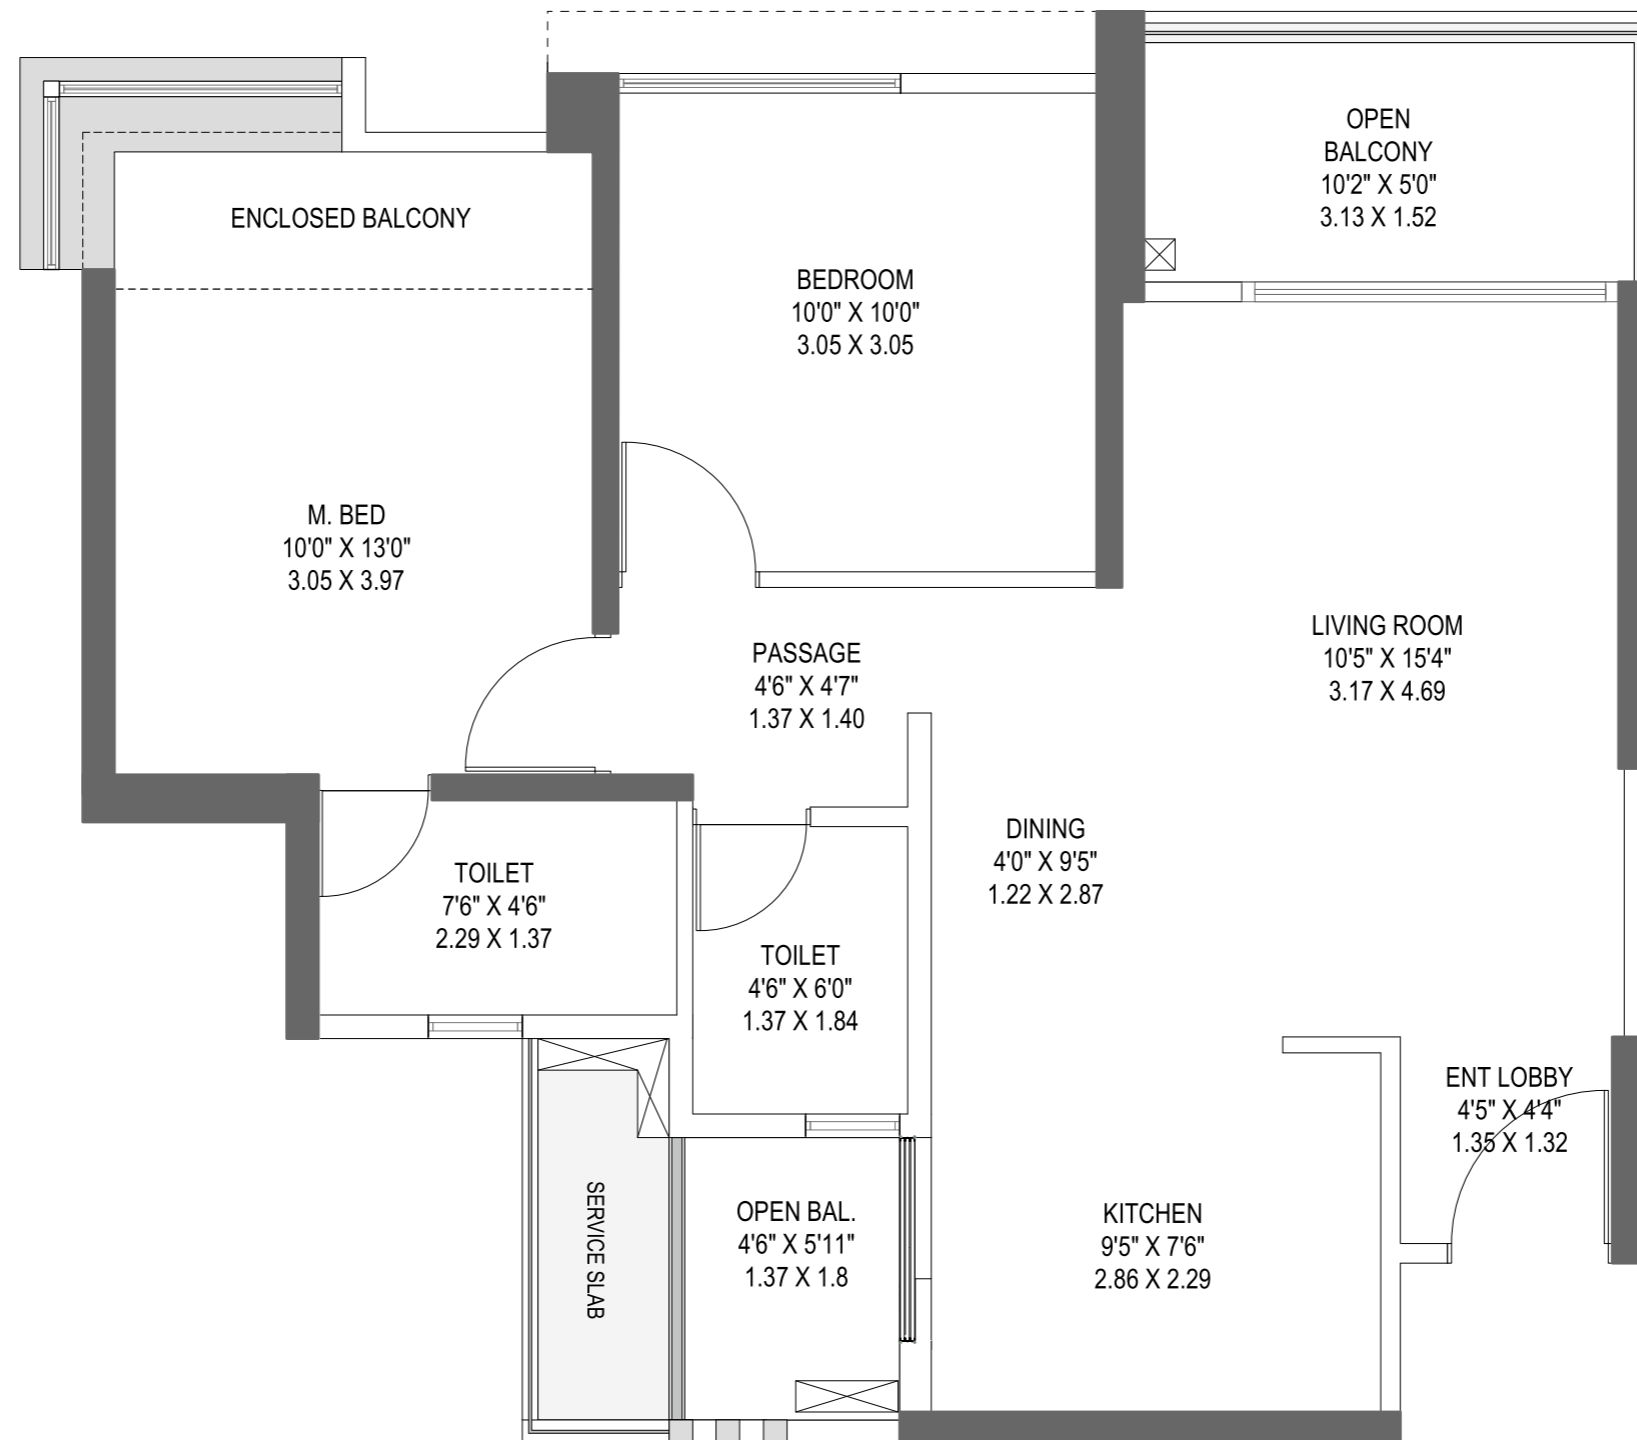 OPEN
BALCONY
10'2" X 5'0"
3.13 X 1.52
ENCLOSED BALCONY
BEDROOM
10'0" X 10'0"
3.05 X 3.05
M. BED
10'0" X 13'0"
3.05 X 3.97
LIVING ROOM
10'5" X 15'4"
3.17 X 4.69
PASSAGE
4'6" X 4'7"
1.37 X 1.40
DINING
4'0" X 9'5"
1.22 X 2.87
TOILET
7'6" X 4'6"
2.29 X 1.37
TOILET
4'6" X 6'0"
1.37 X 1.84
ENT LOBBY
4'5" X 4'4"
1.35 X 1.32
SERVICE SLAB
OPEN BAL.
4'6" X 5'11"
1.37 X 1.8
KITCHEN
9'5" X 7'6"
2.86 X 2.29